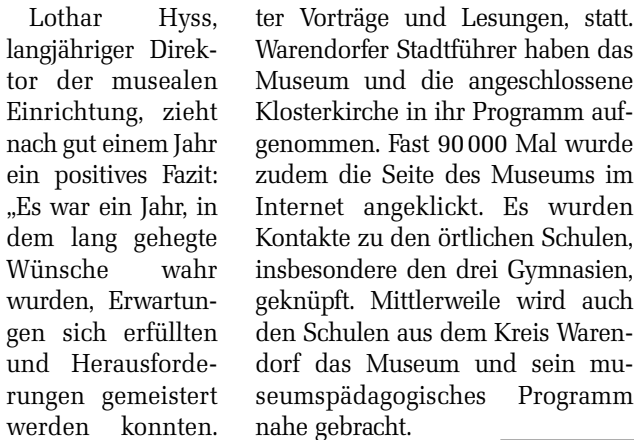 Lothar Hyss,
langjähriger Direk-
tor der musealen
Einrichtung, zieht
nach gut einem Jahr
ein positives Fazit:
„Es war ein Jahr, in
dem lang gehegte
Wünsche wahr
wurden, Erwartun-
gen sich erfüllten
und Herausforde-
rungen gemeistert
werden konnten.
ter Vorträge und Lesungen, statt.
Warendorfer Stadtführer haben das
Museum und die angeschlossene
Klosterkirche in ihr Programm auf-
genommen. Fast 90 000 Mal wurde
zudem die Seite des Museums im
Internet angeklickt. Es wurden
Kontakte zu den örtlichen Schulen,
insbesondere den drei Gymnasien,
geknüpft. Mittlerweile wird auch
den Schulen aus dem Kreis Waren-
dorf das Museum und sein mu-
seumspädagogisches Programm
nahe gebracht.